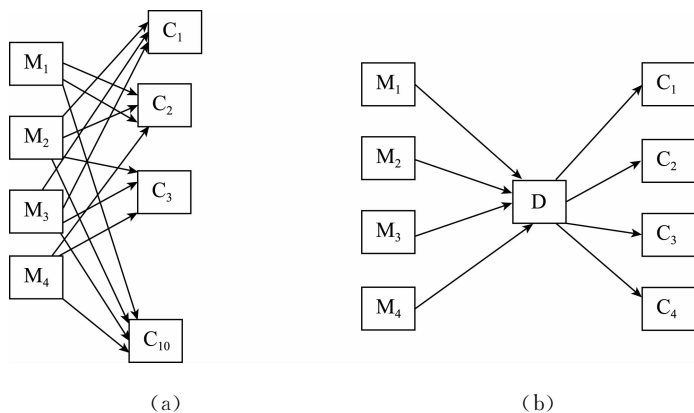 C₁
M₁
C₂
M₂
C₃
M₃
M₄
C₁₀
(a)
M₁
C₁
M₂
C₂
D
M₃
C₃
M₄
C₄
(b)